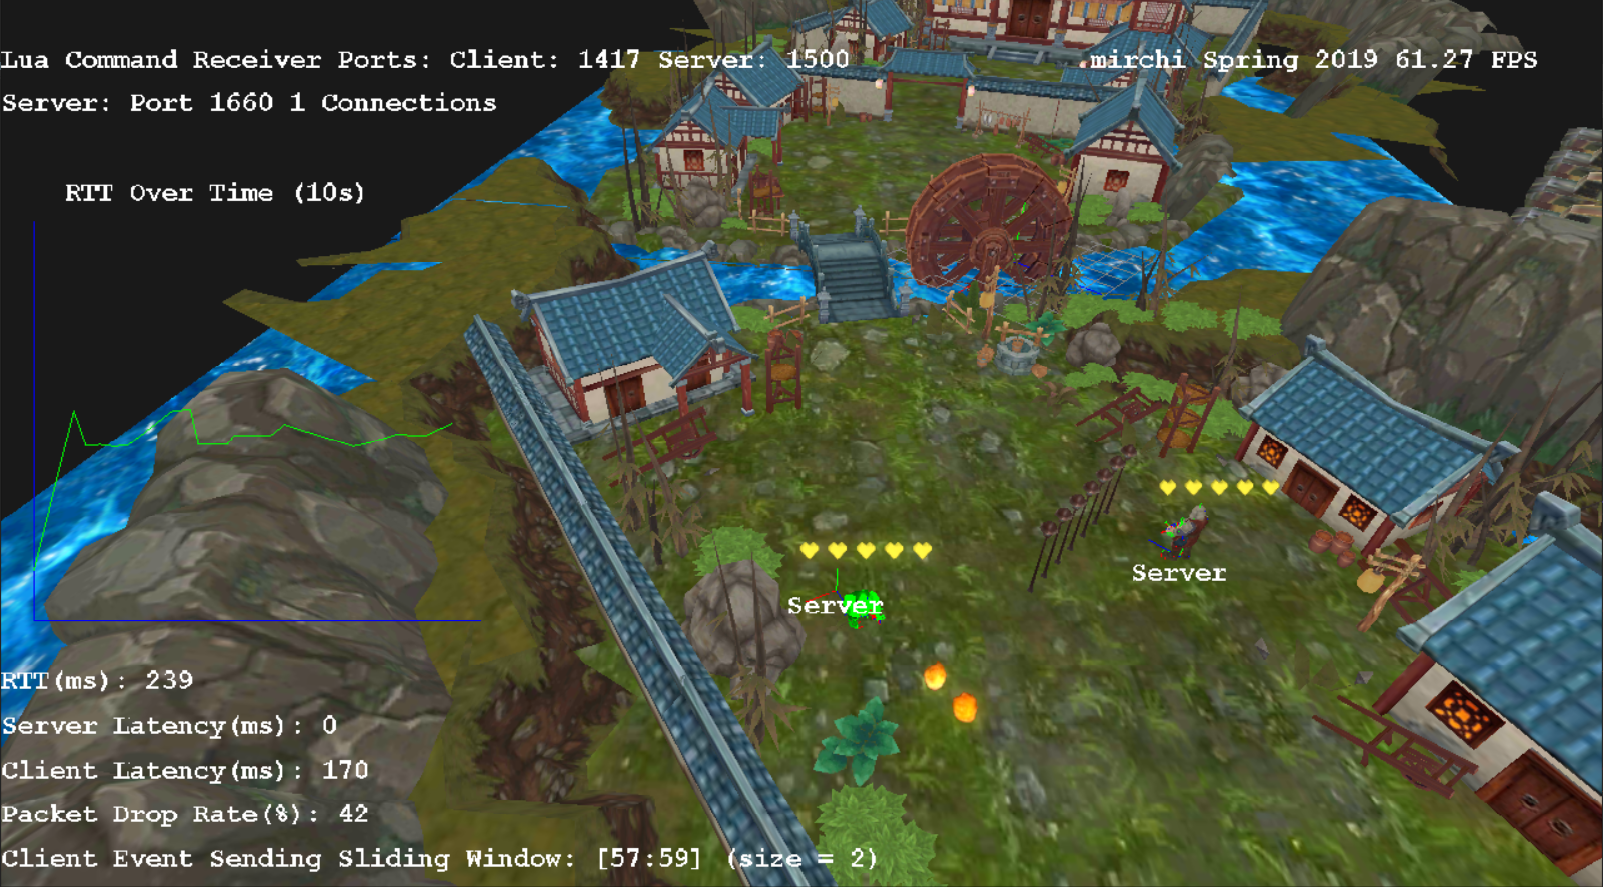 Lua Command Receiver Ports: Client: 1417 Server: 1500
mirchi Spring 2019 61.27 FPS
Server: Port 1660 1 Connections
RTT Over Time (10s)
Server
Server
RTT(ms): 239
Server Latency(ms): 0
Client Latency(ms): 170
Packet Drop Rate(%): 42
Client Event Sending Sliding Window: [57:59] (size = 2)